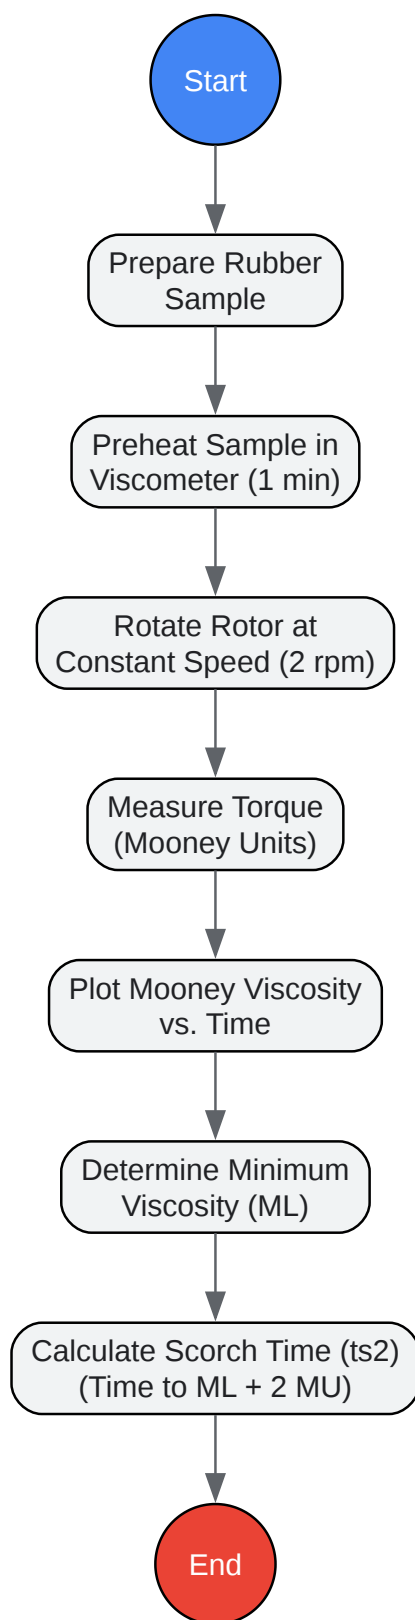 Start
Prepare Rubber
Sample
Preheat Sample in
Viscometer (1 min)
Rotate Rotor at
Constant Speed (2 rpm)
Measure Torque
(Mooney Units)
Plot Mooney Viscosity
vs. Time
Determine Minimum
Viscosity (ML)
Calculate Scorch Time (ts2)
(Time to ML + 2 MU)
End